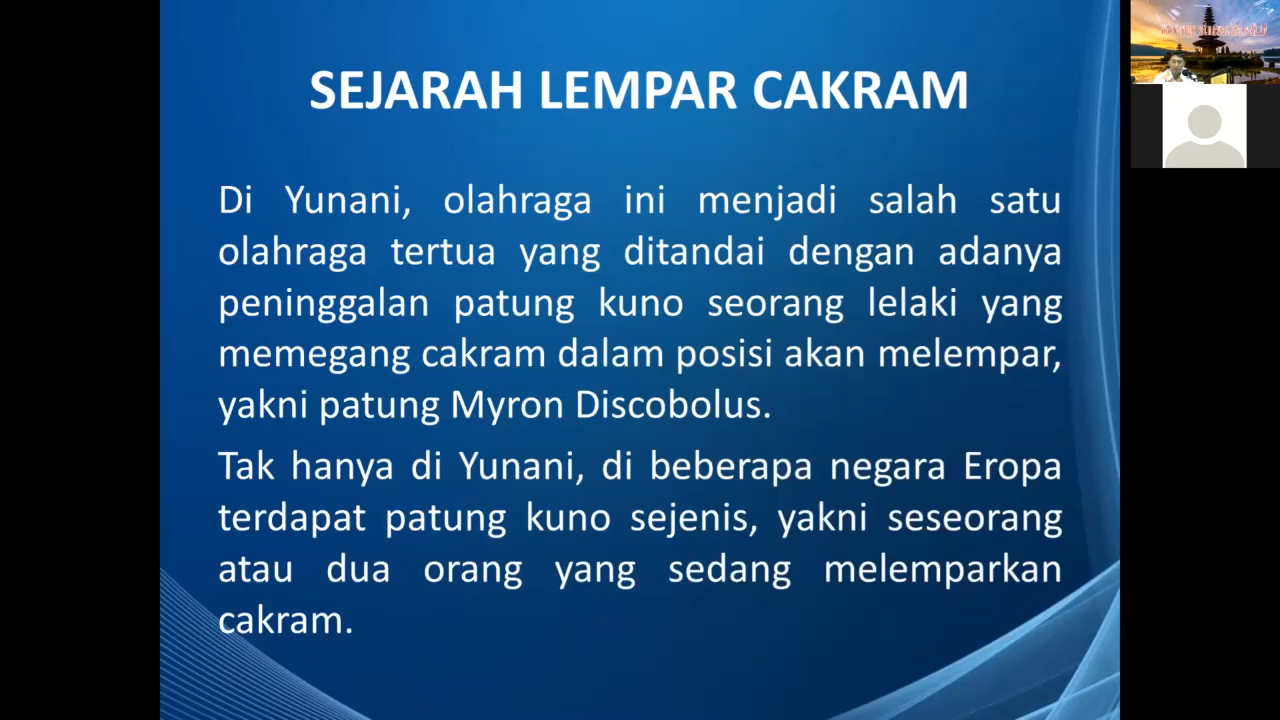 SEJARAH LEMPAR CAKRAM
Di Yunani, olahraga ini menjadi salah satu
olahraga tertua yang ditandai dengan adanya
peninggalan patung kuno seorang lelaki yang
memegang cakram dalam posisi akan melempar,
yakni patung Myron Discobolus.
Tak hanya di Yunani, di beberapa negara Eropa
terdapat patung kuno sejenis, yakni seseorang
atau dua orang yang sedang melemparkan
cakram.